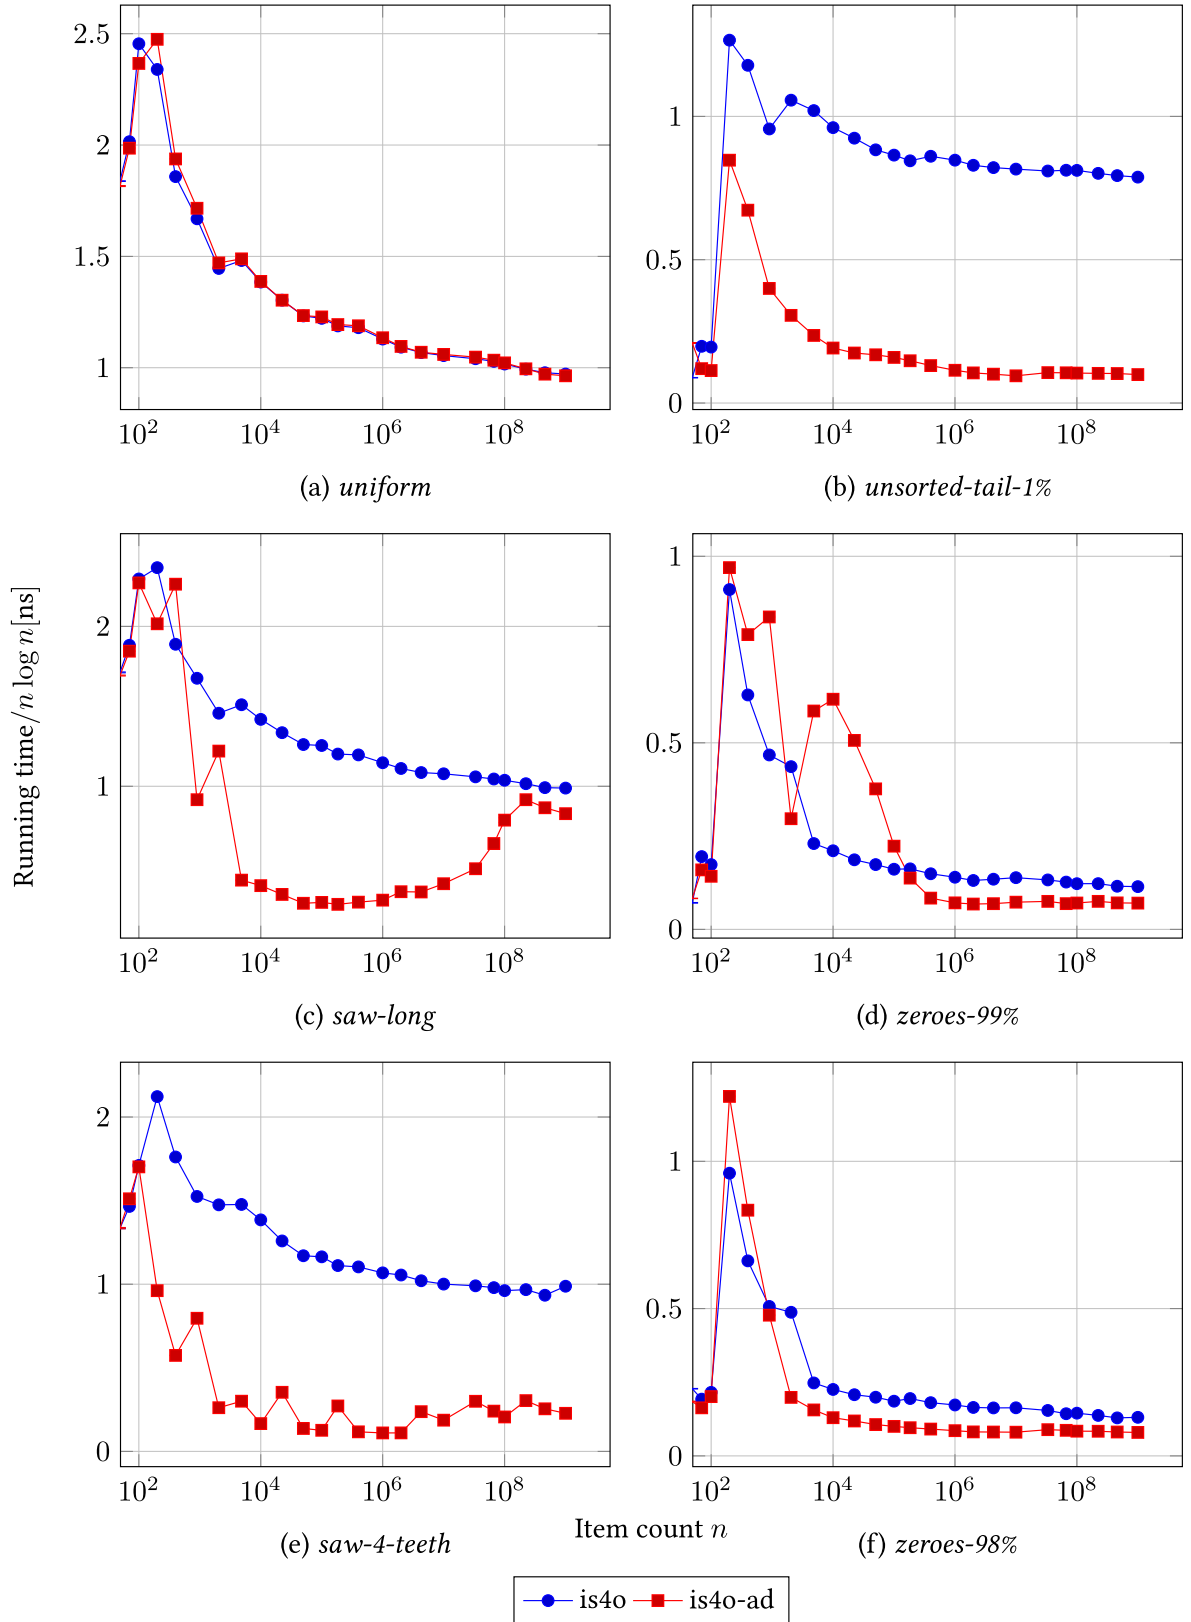 2.5
2
1.5
1
10^2 10^4 10^6 10^8
(a) uniform
1
0.5
0
10^2 10^4 10^6 10^8
(b) unsorted-tail-1%
Running time/n log n[ns]
2
1
10^2 10^4 10^6 10^8
(c) saw-long
1
0.5
0
10^2 10^4 10^6 10^8
(d) zeroes-99%
2
1
0
10^2 10^4 10^6 10^8
(e) saw-4-teeth
1
0.5
0
10^2 10^4 10^6 10^8
(f) zeroes-98%
Item count n
is4o is4o-ad